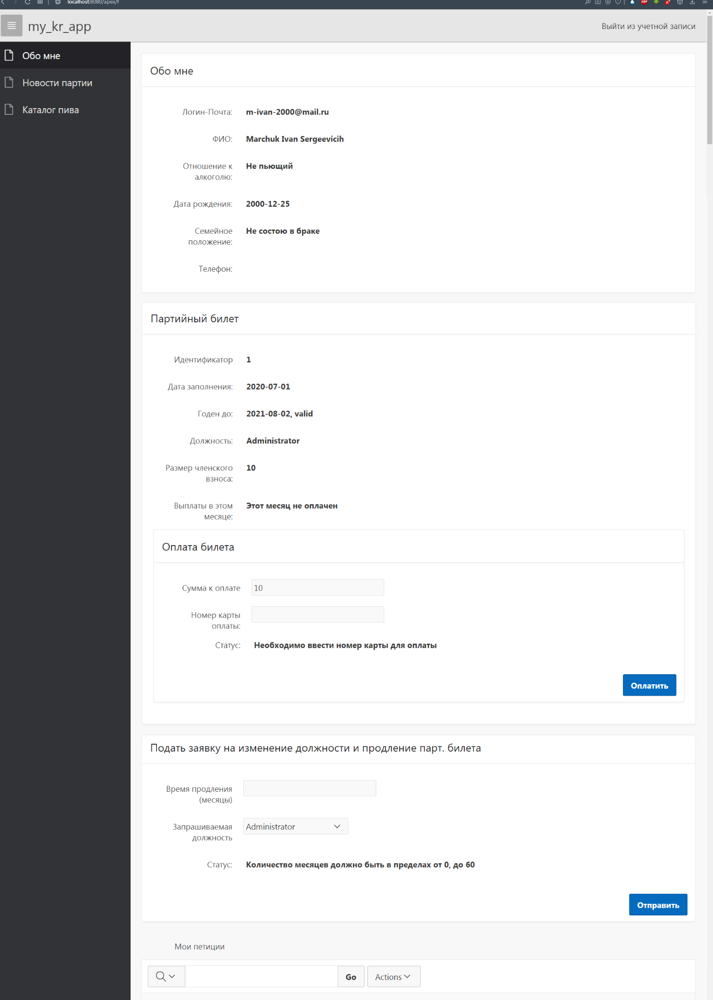 localhost:8080/apex/f
my_kr_app
Выйти из учетной записи
Обо мне
Новости партии
Каталог пива
Обо мне
Логин-Почта: m-ivan-2000@mail.ru
ФИО: Marchuk Ivan Sergeevicih
Отношение к Не пьющий
алкоголю:
Дата рождения: 2000-12-25
Семейное Не состою в браке
положение:
Телефон:
Партийный билет
Идентификатор 1
Дата заполнения: 2020-07-01
Годен до: 2021-08-02, valid
Должность: Administrator
Размер членского 10
взноса:
Выплаты в этом Этот месяц не оплачен
месяце:
Оплата билета
Сумма к оплате 10
Номер карты
оплаты:
Статус: Необходимо ввести номер карты для оплаты
Оплатить
Подать заявку на изменение должности и продление парт. билета
Время продления
(месяцы)
Запрашиваемая Administrator
должность
Статус: Количество месяцев должно быть в пределах от 0, до 60
Отправить
Мои петиции
Go Actions